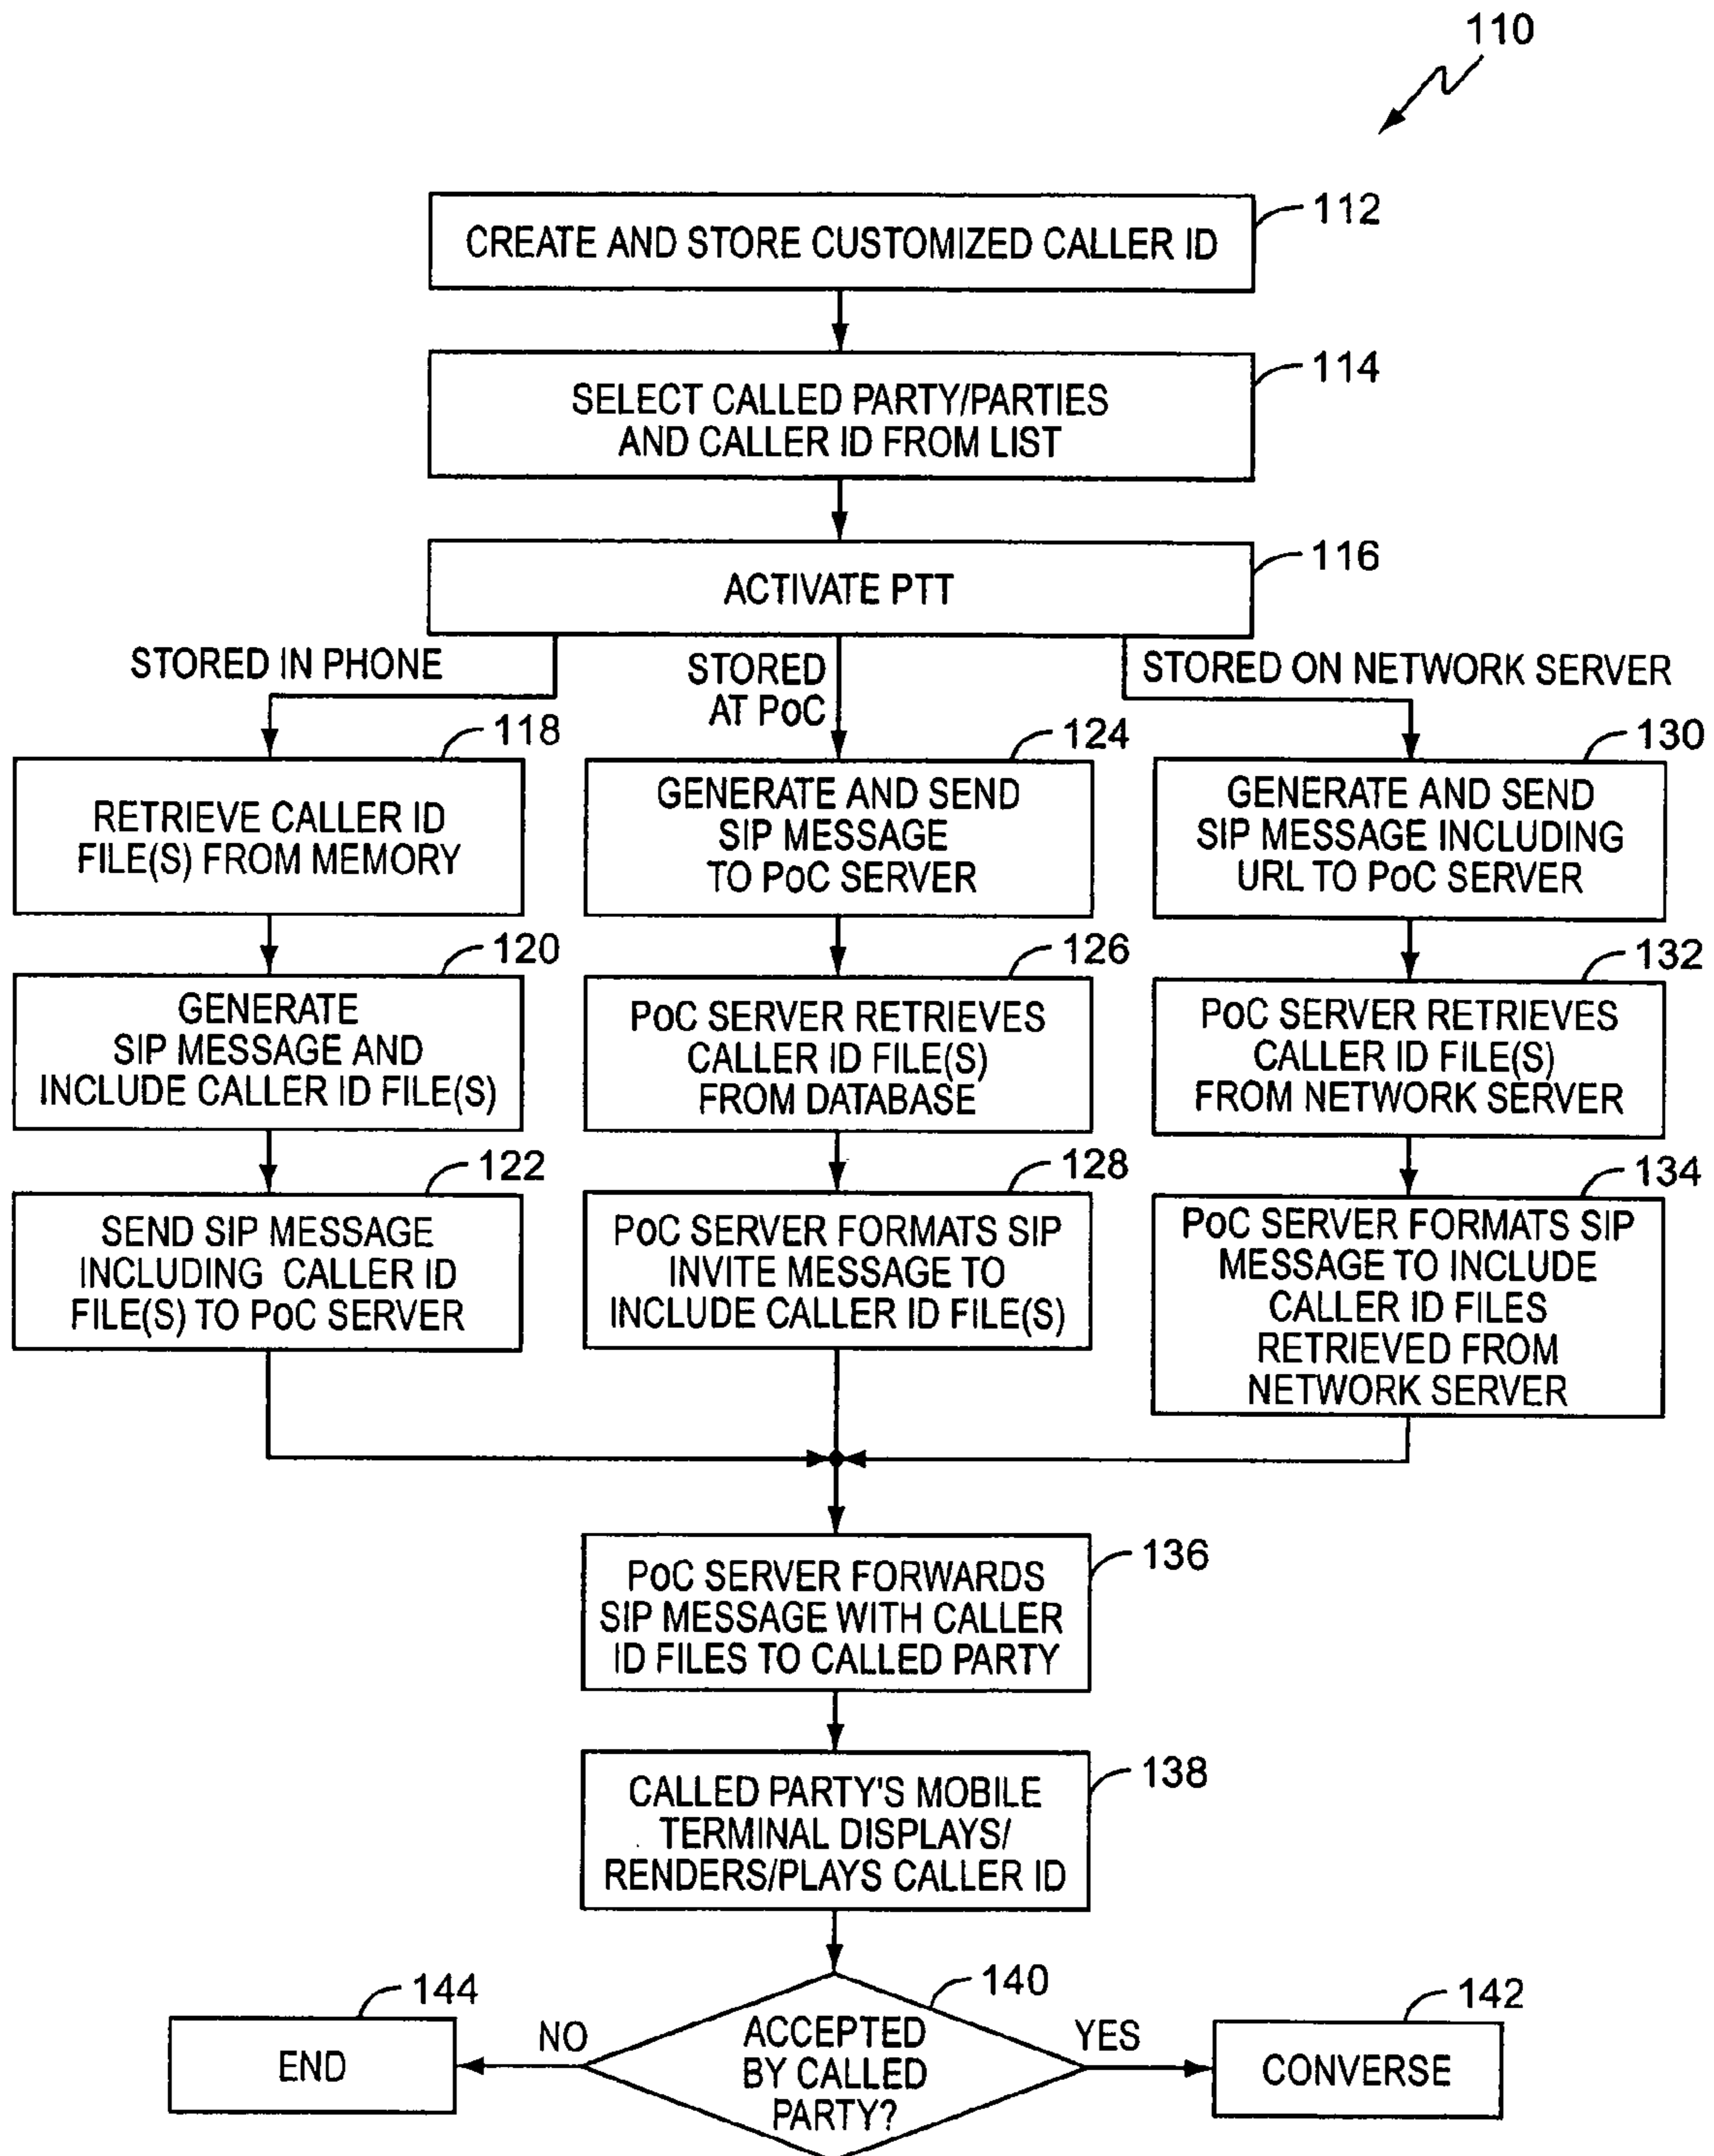 110
112
CREATE AND STORE CUSTOMIZED CALLER ID
114
SELECT CALLED PARTY/PARTIES
AND CALLER ID FROM LIST
116
ACTIVATE PTT
STORED IN PHONE
STORED
AT PoC
STORED ON NETWORK SERVER
118
RETRIEVE CALLER ID
FILE(S) FROM MEMORY
120
GENERATE
SIP MESSAGE AND
INCLUDE CALLER ID FILE(S)
122
SEND SIP MESSAGE
INCLUDING CALLER ID
FILE(S) TO PoC SERVER
124
GENERATE AND SEND
SIP MESSAGE
TO PoC SERVER
126
PoC SERVER RETRIEVES
CALLER ID FILE(S)
FROM DATABASE
128
PoC SERVER FORMATS SIP
INVITE MESSAGE TO
INCLUDE CALLER ID FILE(S)
130
GENERATE AND SEND
SIP MESSAGE INCLUDING
URL TO PoC SERVER
132
PoC SERVER RETRIEVES
CALLER ID FILE(S)
FROM NETWORK SERVER
134
PoC SERVER FORMATS SIP
MESSAGE TO INCLUDE
CALLER ID FILES
RETRIEVED FROM
NETWORK SERVER
136
PoC SERVER FORWARDS
SIP MESSAGE WITH CALLER
ID FILES TO CALLED PARTY
138
CALLED PARTY'S MOBILE
TERMINAL DISPLAYS/
RENDERS/PLAYS CALLER ID
140
ACCEPTED
BY CALLED
PARTY?
NO
144
END
YES
142
CONVERSE